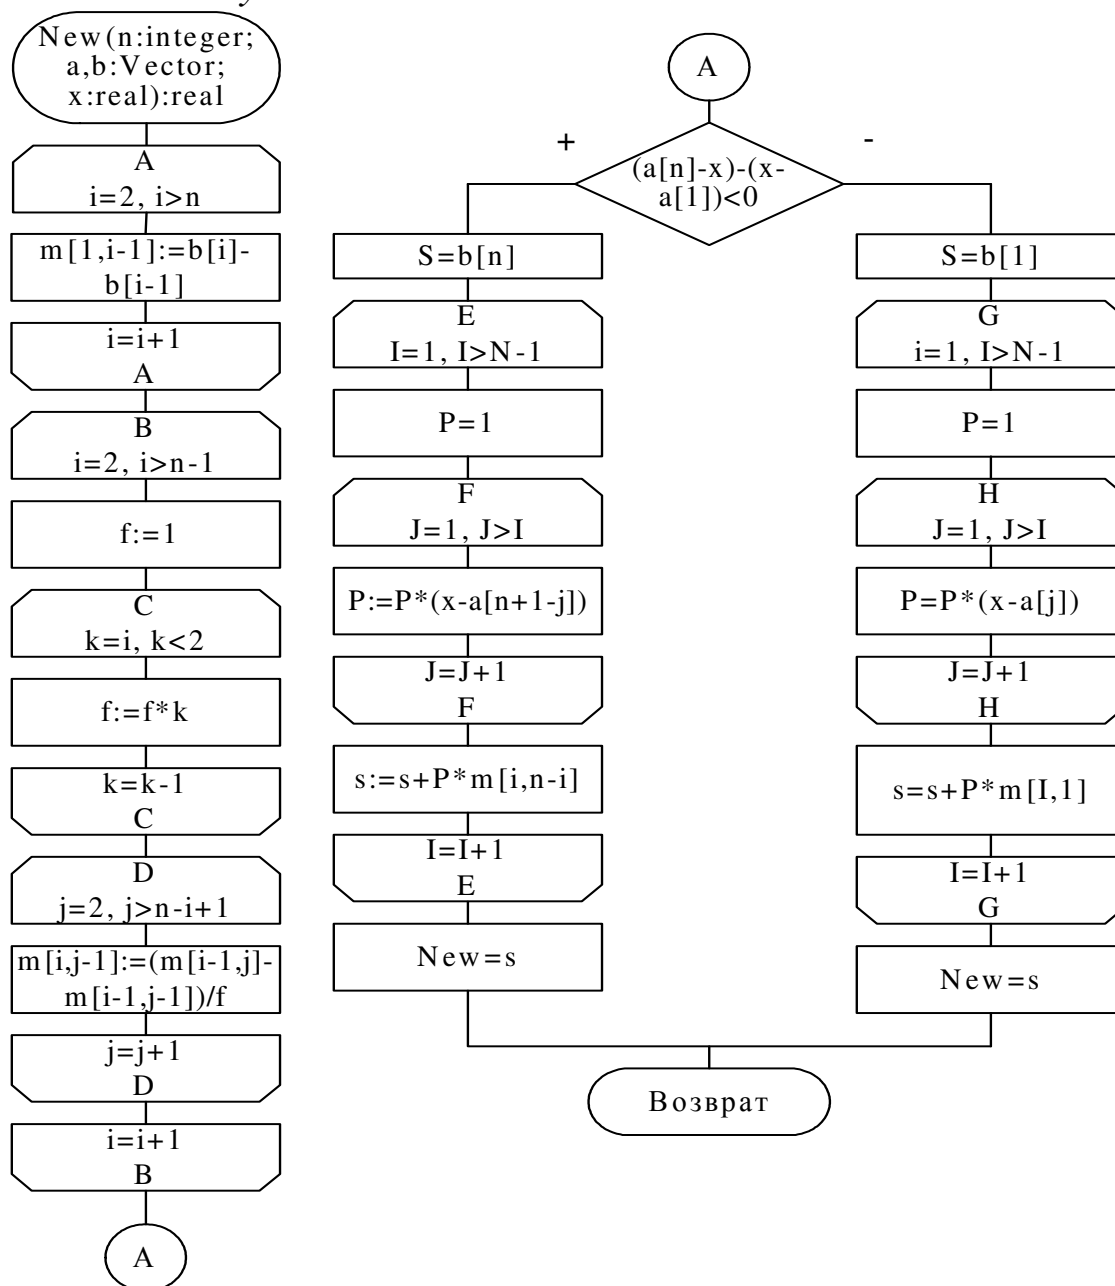 New(n:integer;
a,b:Vector;
x:real):real
A
i=2, i>n
m[1,i-1]:=b[i]-
b[i-1]
i=i+1
A
B
i=2, i>n-1
f:=1
C
k=i, k<2
f:=f*k
k=k-1
C
D
j=2, j>n-i+1
m[i,j-1]:=(m[i-1,j]-
m[i-1,j-1])/f
j=j+1
D
i=i+1
B
A
A
(a[n]-x)-(x-
a[1])<0
+
-
S=b[n]
E
I=1, I>N-1
P=1
F
J=1, J>I
P:=P*(x-a[n+1-j])
J=J+1
F
s:=s+P*m[i,n-i]
I=I+1
E
New=s
S=b[1]
G
i=1, I>N-1
P=1
H
J=1, J>I
P=P*(x-a[j])
J=J+1
H
s=s+P*m[I,1]
I=I+1
G
New=s
Возврат